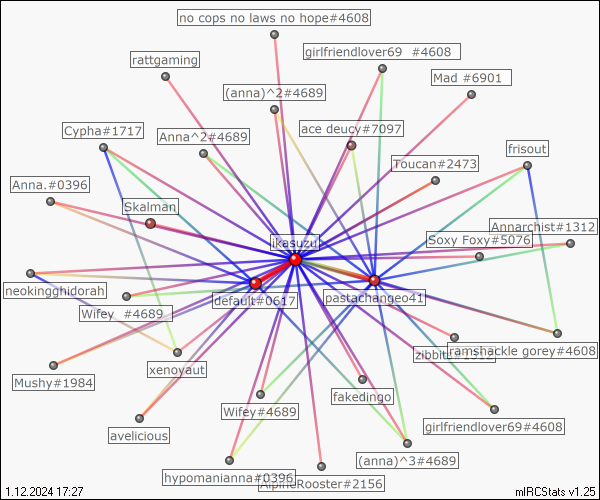 no cops no laws no hope#4608
girlfriendlover69 #4608
rattgaming
Mad #6901
(anna)^2#4689
Cypha#1717
Anna^2#4689
ace deucy#7097
frisout
Toucan#2473
Anna.#0396
Skalman
Annarchist#1312
ikasuzu
Soxy Foxy#5076
neokingghidorah
default#0617
pastachange41
Wifey #4689
xenoyaut
ramshackle gorey#4608
Mushy#1984
fakedingo
Wifey#4689
girlfriendlover69#4608
avelicious
(anna)^3#4689
hypomanianna#0396
AlpineRooster#2156
1.12.2024 17:27
mIRCStats v1.25